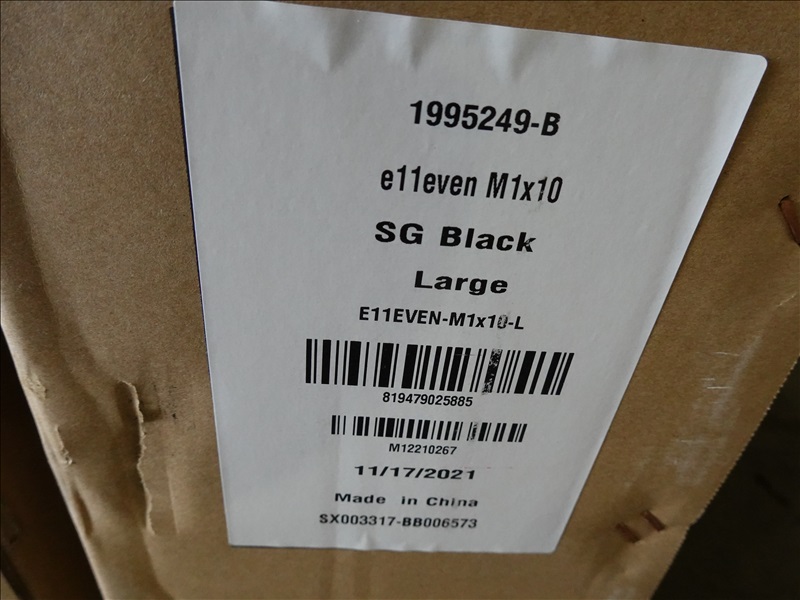 1995249-B
e11even M1x10
SG Black
Large
E11EVEN-M1x10-L
819479025885
M12210267
11/17/2021
Made in China
SX003317-BB006573